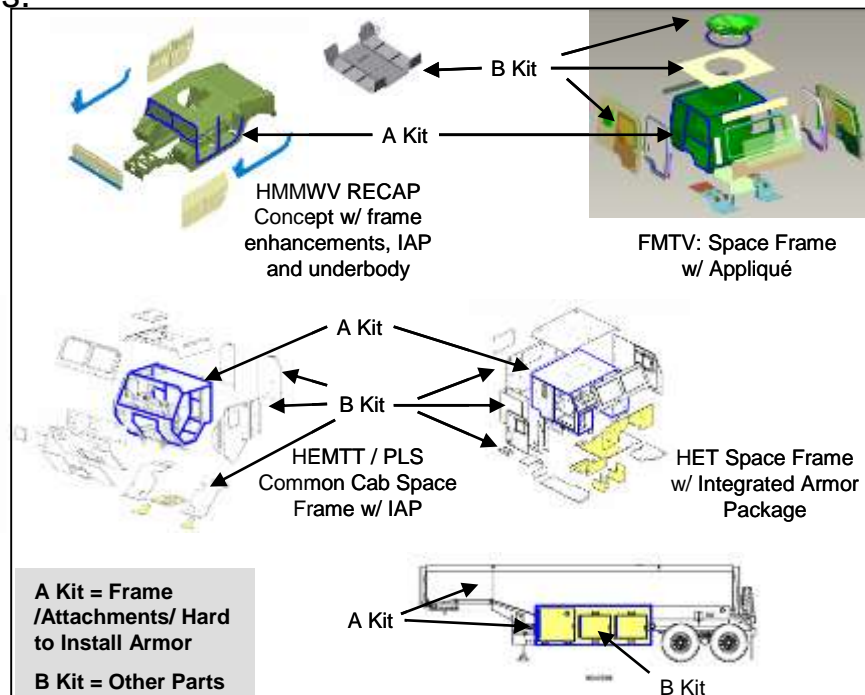 s.
B Kit
A Kit
HMMWV RECAP
Concept w/ frame
enhancements, IAP
and underbody
FMTV: Space Frame
w/ Appliqué
A Kit
B Kit
HEMTT / PLS
Common Cab Space
Frame w/ IAP
HET Space Frame
w/ Integrated Armor
Package
A Kit = Frame
/Attachments/ Hard
to Install Armor
B Kit = Other Parts
A Kit
B Kit